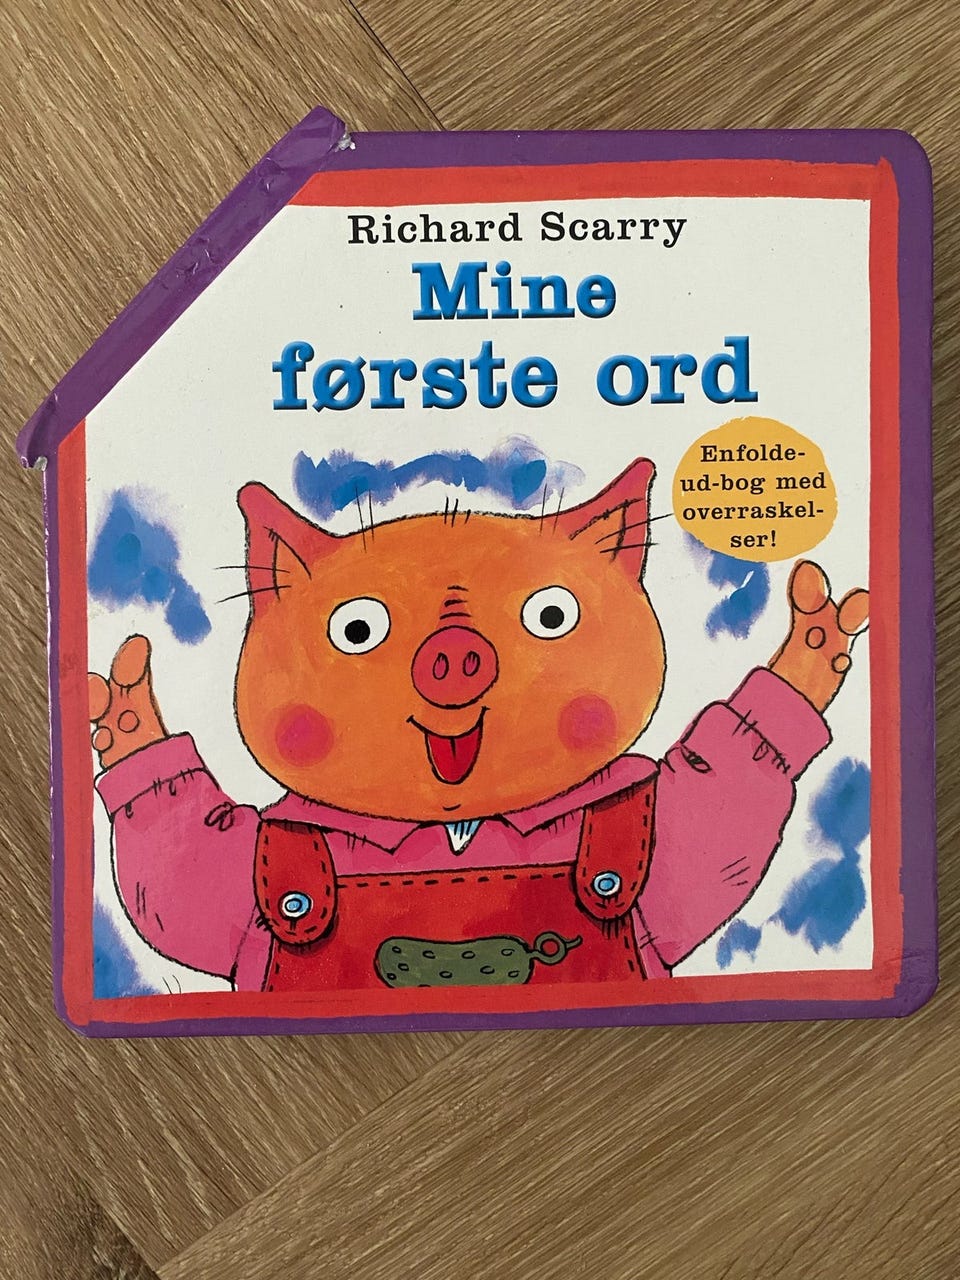 Richard Scarry
Mine
første ord
Enfolde-
ud-bog med
overraskel-
ser!